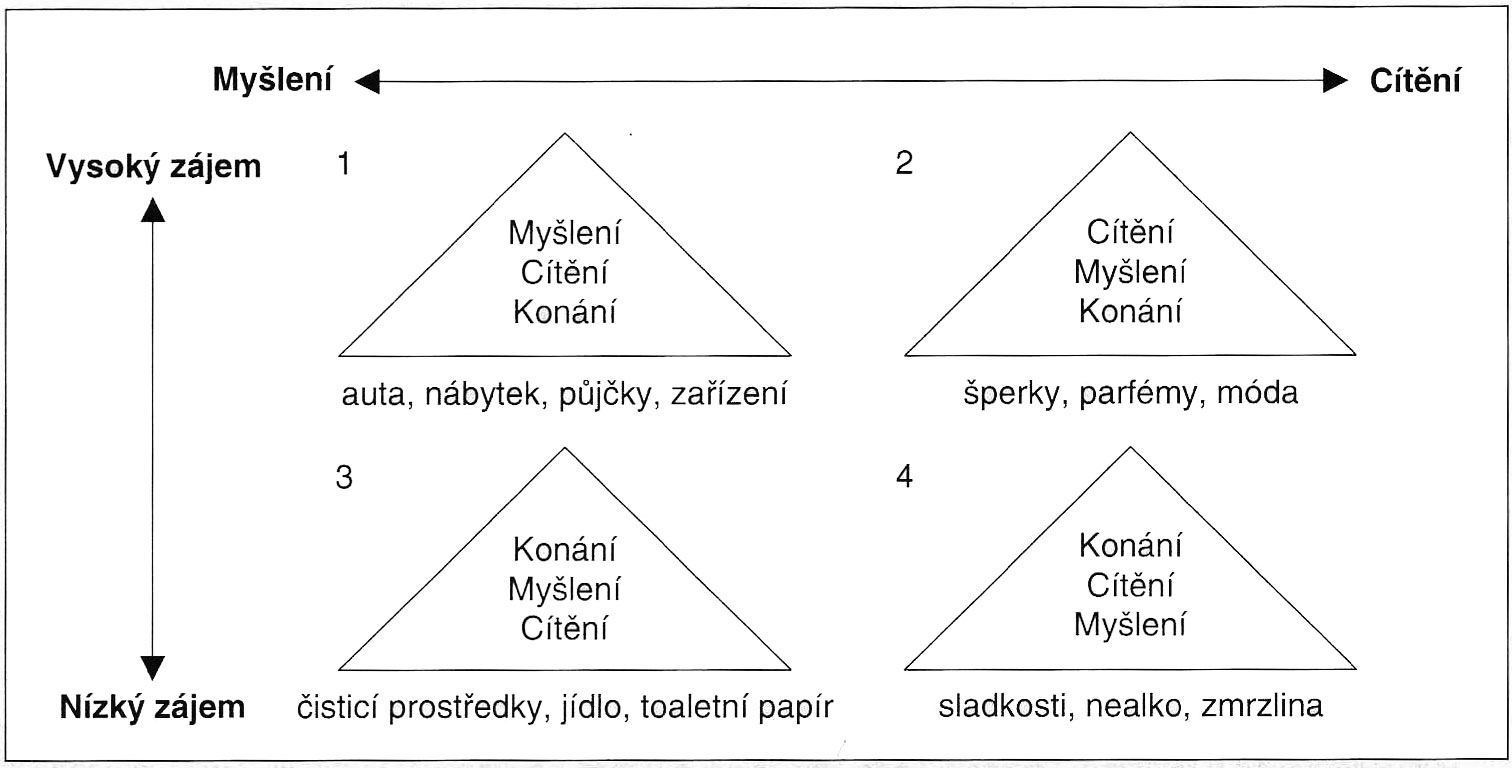 Myšlení Cítění
Vysoký zájem
1
Myšlení
Cítění
Konání
auta, nábytek, půjčky, zařízení
2
Cítění
Myšlení
Konání
šperky, parfémy, móda
3
Konání
Myšlení
Cítění
čisticí prostředky, jídlo, toaletní papír
4
Konání
Cítění
Myšlení
sladkosti, nealko, zmrzlina
Nízký zájem